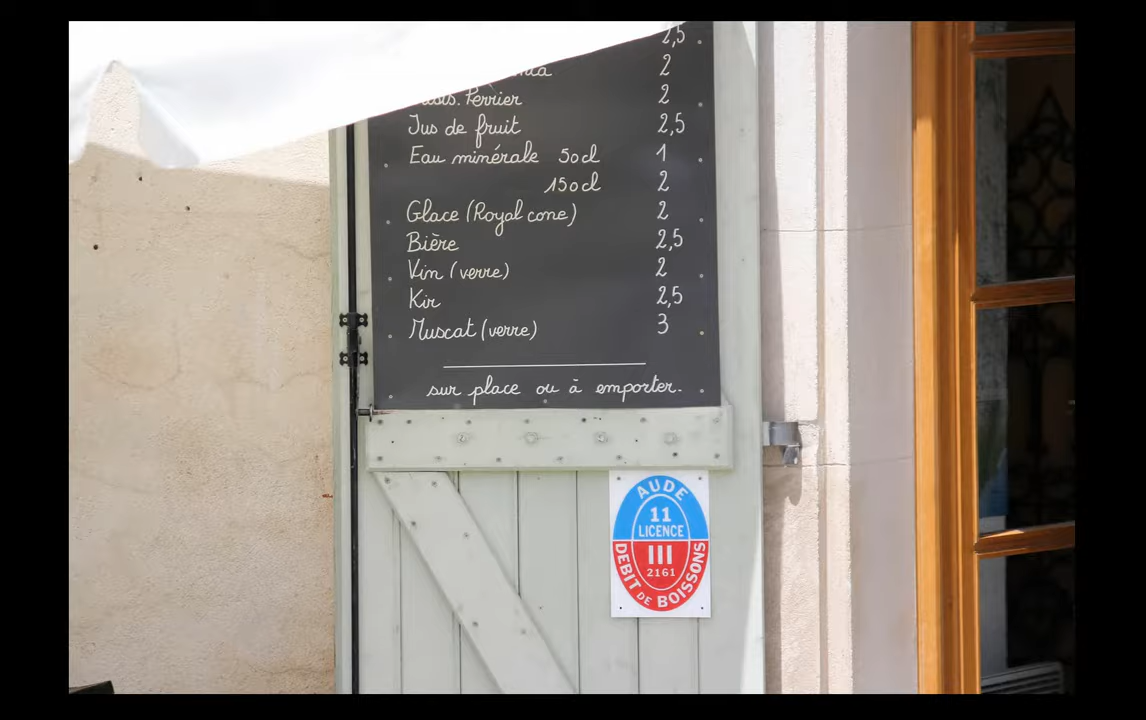 2,5
2
Perrier 2
Jus de fruit 2,5
Eau minérale 50cl 1
150cl 2
Glace (Royal cone) 2
Bière 2,5
Vin (verre) 2
Kir 2,5
Muscat (verre) 3
sur place ou à emporter.
AUDE
11
LICENCE
III
2161
DEBIT DE BOISSONS